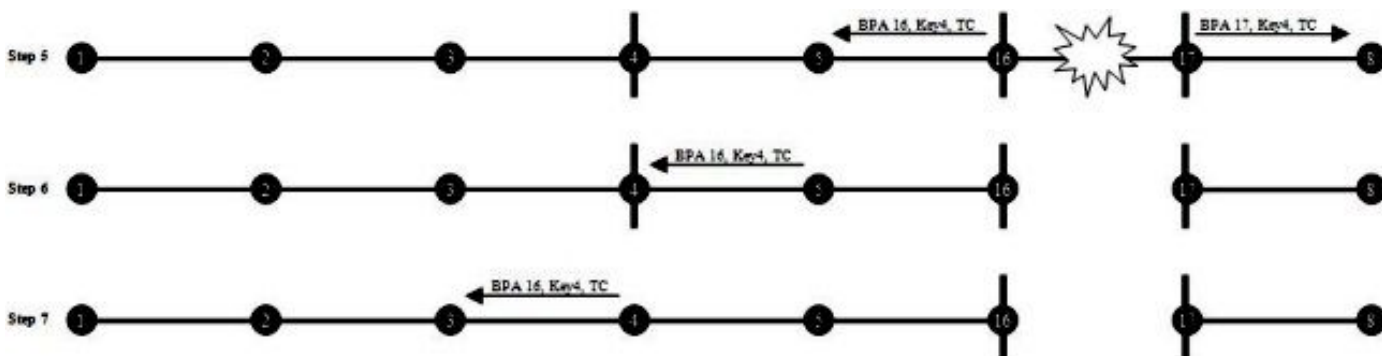 BPA 16, Key4, TC BPA 17, Key4, TC
Step 5 1 2 3 4 5 16 17 8
BPA 16, Key4, TC
Step 6 1 2 3 4 5 16 17 8
BPA 16, Key4, TC
Step 7 1 2 3 4 5 16 17 8